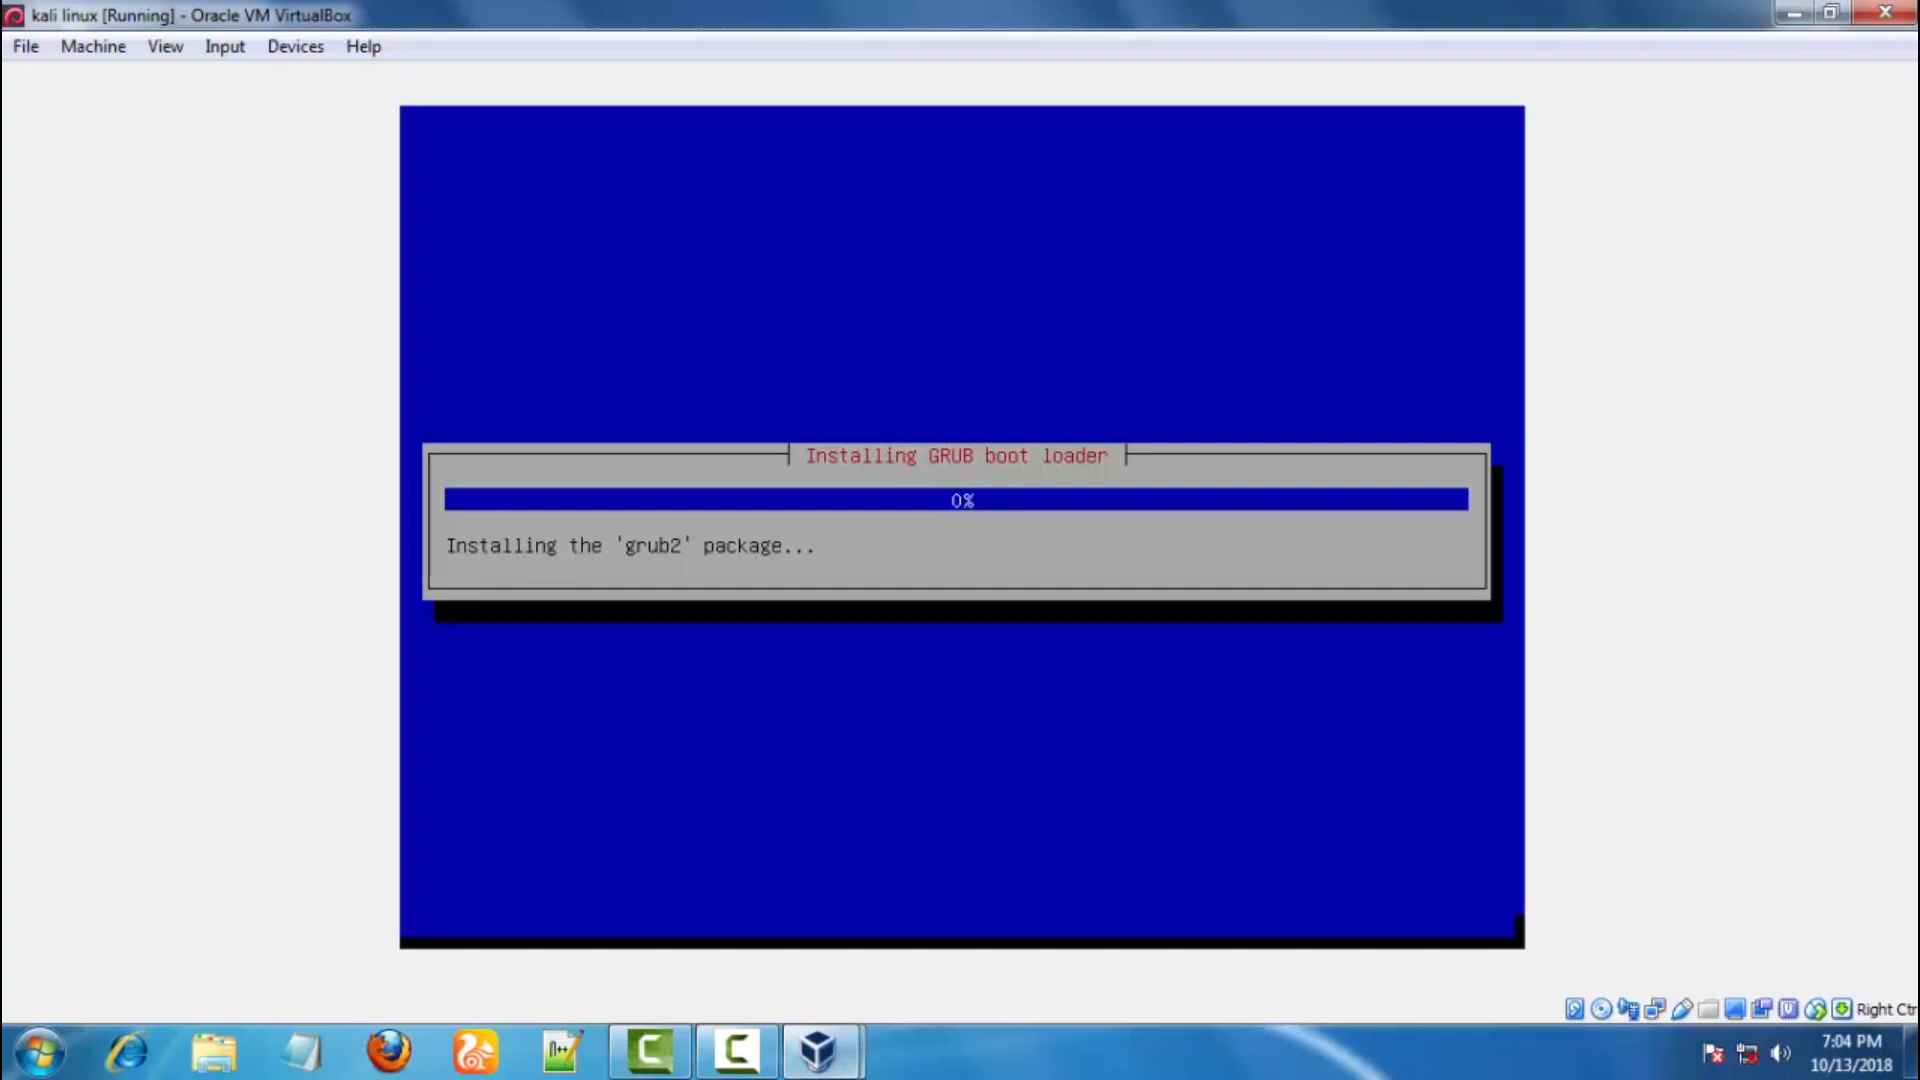 kali linux [Running] - Oracle VM VirtualBox
File Machine View Input Devices Help
Installing GRUB boot loader
0%
Installing the 'grub2' package...
Right Ctr
7:04 PM
10/13/2018